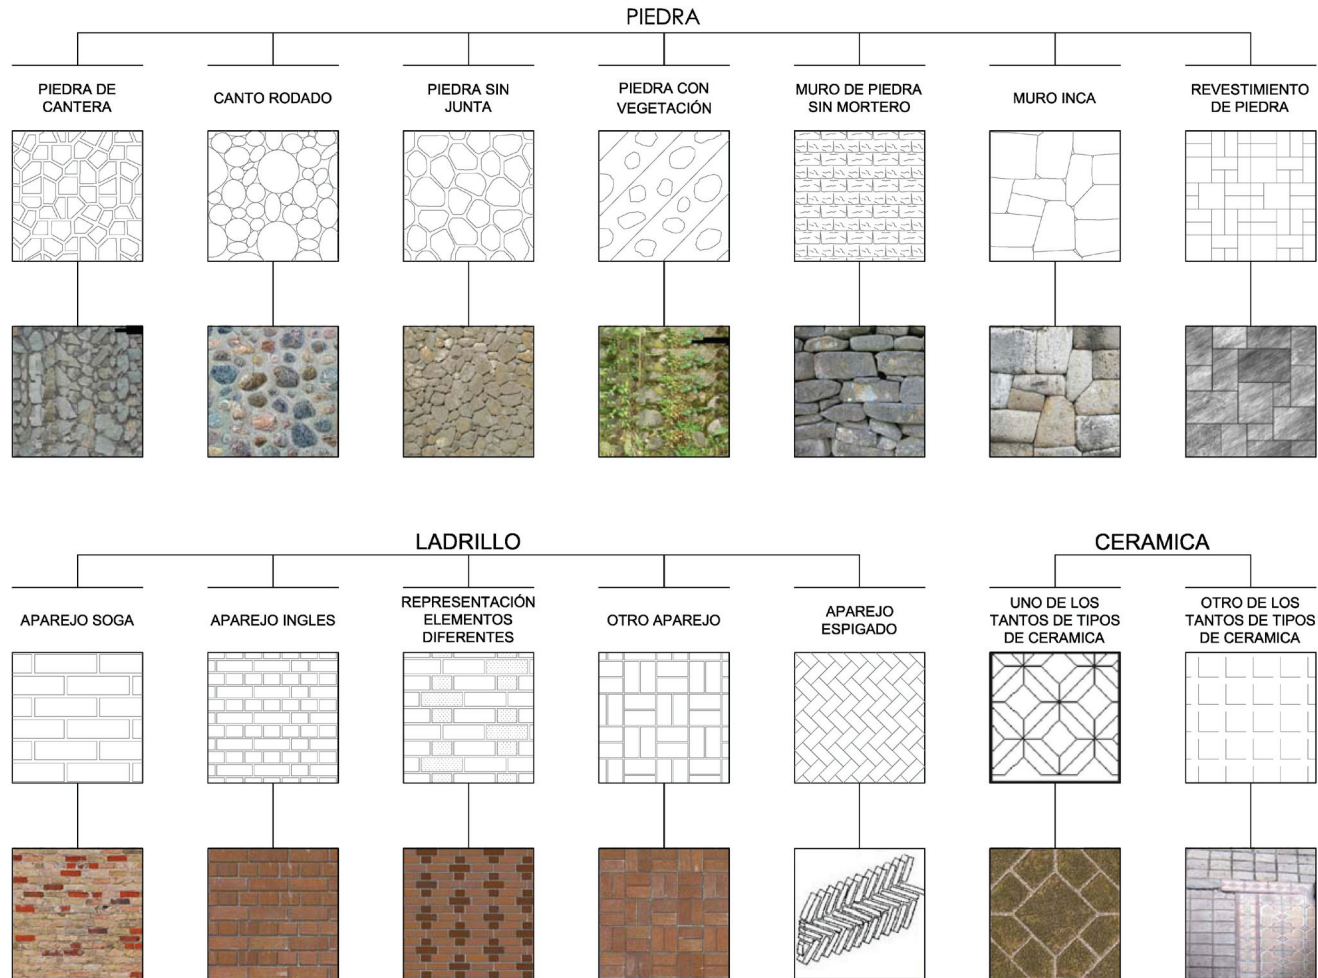 PIEDRA
PIEDRA DE
CANTERA
CANTO RODADO
PIEDRA SIN
JUNTA
PIEDRA CON
VEGETACIÓN
MURO DE PIEDRA
SIN MORTERO
MURO INCA
REVESTIMIENTO
DE PIEDRA
LADRILLO
APAREJO SOGA
APAREJO INGLES
REPRESENTACIÓN
ELEMENTOS
DIFERENTES
OTRO APAREJO
APAREJO
ESPIGADO
CERAMICA
UNO DE LOS
TANTOS DE TIPOS
DE CERAMICA
OTRO DE LOS
TANTOS DE TIPOS
DE CERAMICA